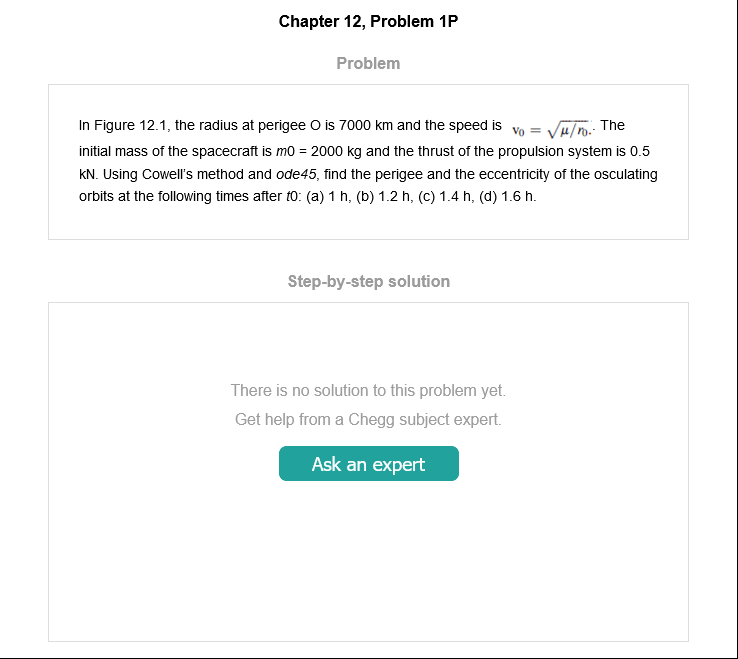 Chapter 12, Problem 1P
Problem
In Figure 12.1, the radius at perigee O is 7000 km and the speed is v₀ = √μ/r₀. The
initial mass of the spacecraft is m0 = 2000 kg and the thrust of the propulsion system is 0.5
kN. Using Cowell's method and ode45, find the perigee and the eccentricity of the osculating
orbits at the following times after t0: (a) 1 h, (b) 1.2 h, (c) 1.4 h, (d) 1.6 h.
Step-by-step solution
There is no solution to this problem yet.
Get help from a Chegg subject expert.
Ask an expert